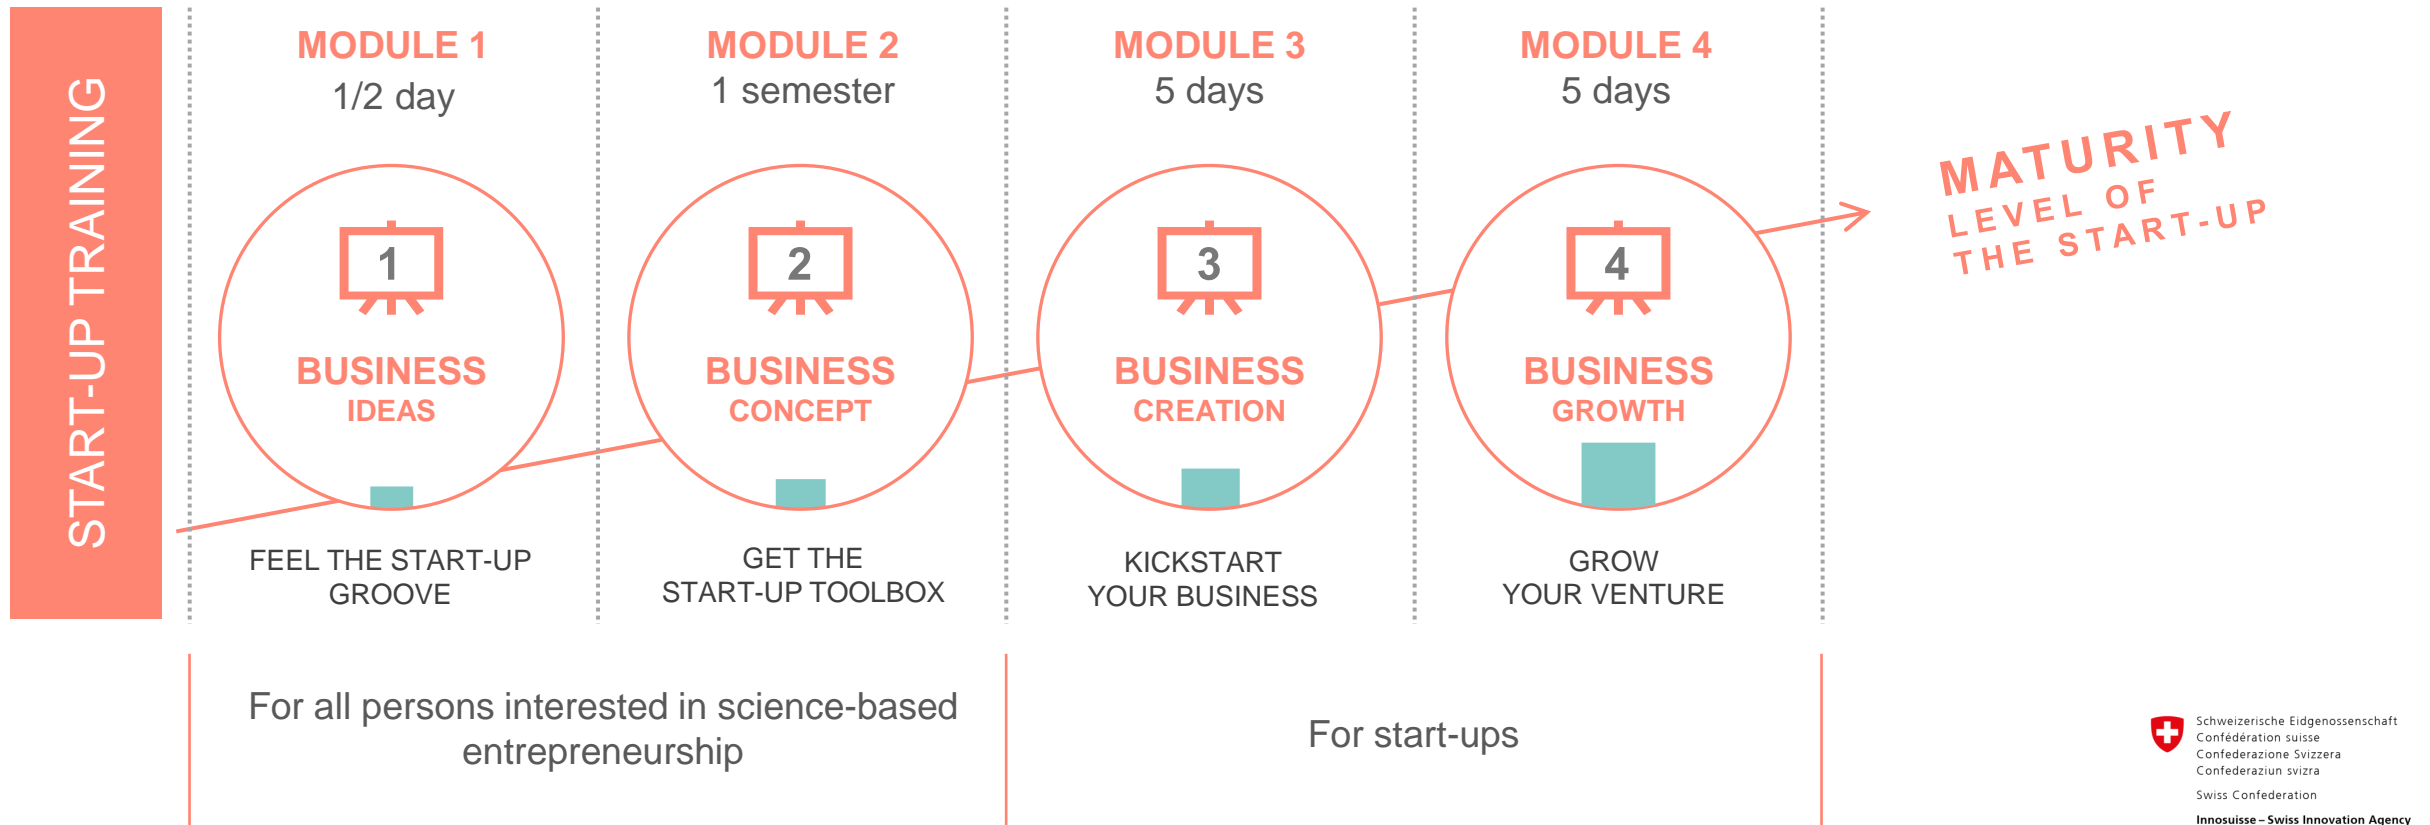 START-UP TRAINING
MODULE 1
1/2 day
1
BUSINESS
IDEAS
FEEL THE START-UP
GROOVE
MODULE 2
1 semester
2
BUSINESS
CONCEPT
GET THE
START-UP TOOLBOX
MODULE 3
5 days
3
BUSINESS
CREATION
KICKSTART
YOUR BUSINESS
MODULE 4
5 days
4
BUSINESS
GROWTH
GROW
YOUR VENTURE
MATURITY
LEVEL OF
THE START-UP
For all persons interested in science-based
entrepreneurship
For start-ups
Schweizerische Eidgenossenschaft
Confédération suisse
Confederazione Svizzera
Confederaziun svizra
Swiss Confederation
Innosuisse – Swiss Innovation Agency